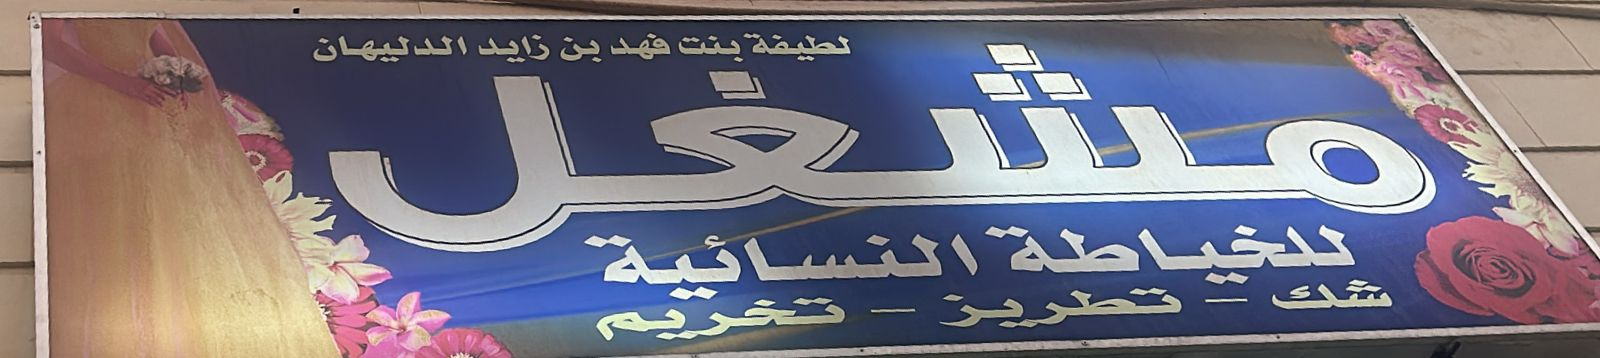 لطيفة بنت فهد بن زايد الدليهان
مشغل
للخياطة النسائية
شك - تطريز - تخريم